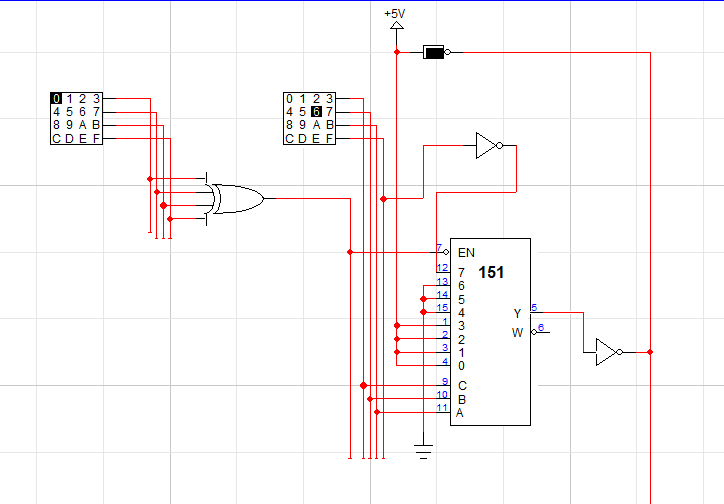 +5V
0 1 2 3
4 5 6 7
8 9 A B
C D E F
0 1 2 3
4 5 6 7
8 9 A B
C D E F
7 EN
151
12 7
13 6
14 5
15 4
1 3
2 2
3 1
4 0
Y 5
W 6
9 C
10 B
11 A